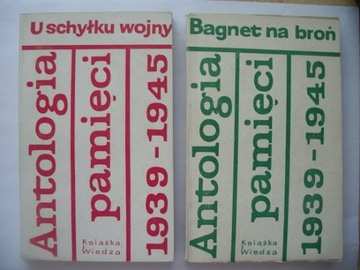 U schyłku wojny
Antologia
pamięci
1939-1945
Książka
i
Wiedza
Bagnet na broń
Antologia
pamięci
1939-1945
Książka
i
Wiedza